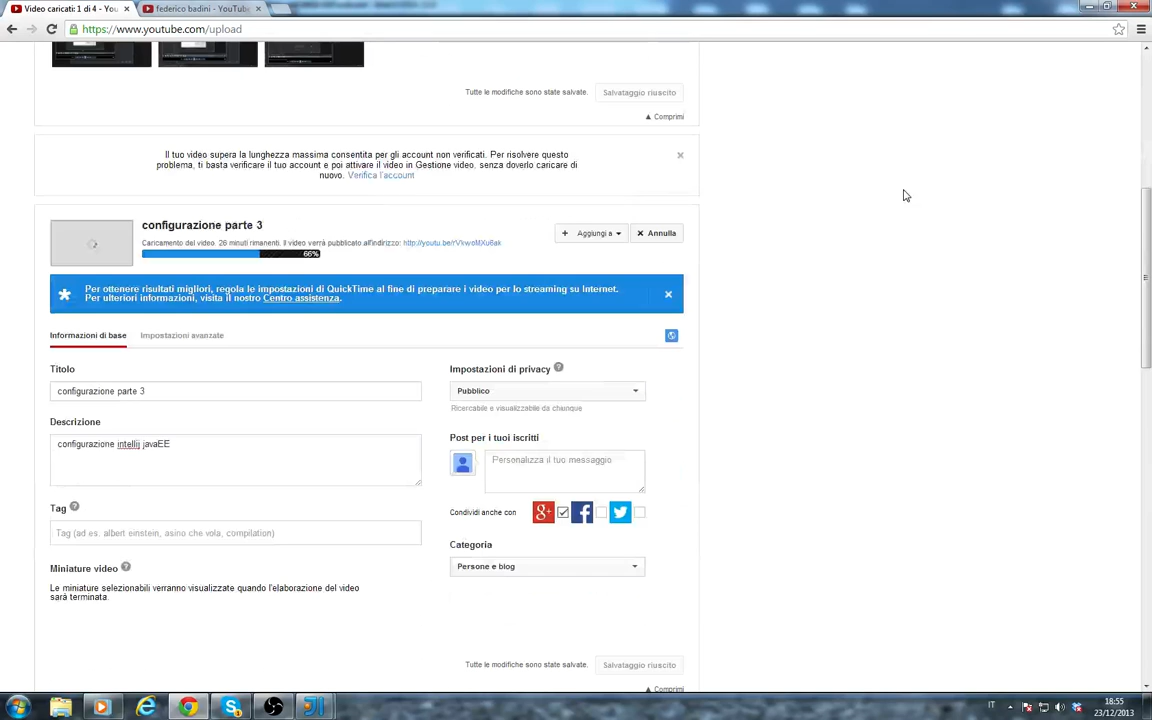 Video caricati: 1 di 4 - You
federico badini - YouTube
https://www.youtube.com/upload
Tutte le modifiche sono state salvate.
Salvataggio riuscito
▲ Comprimi
Il tuo video supera la lunghezza massima consentita per gli account non verificati. Per risolvere questo
problema, ti basta verificare il tuo account e poi attivare il video in Gestione video, senza doverlo caricare di
nuovo. Verifica l'account
configurazione parte 3
Caricamento del video. 26 minuti rimanenti. Il video verrà pubblicato all'indirizzo: http://youtu.be/rVkwoMXu6ak
66%
+ Aggiungi a
Annulla
Per ottenere risultati migliori, regola le impostazioni di QuickTime al fine di preparare i video per lo streaming su Internet.
Per ulteriori informazioni, visita il nostro Centro assistenza.
Informazioni di base
Impostazioni avanzate
Titolo
configurazione parte 3
Descrizione
configurazione intellij javaEE
Tag
Tag (ad es. albert einstein, asino che vola, compilation)
Miniature video
Le miniature selezionabili verranno visualizzate quando l'elaborazione del video
sarà terminata.
Impostazioni di privacy
Pubblico
Ricercabile e visualizzabile da chiunque
Post per i tuoi iscritti
Personalizza il tuo messaggio
Condividi anche con
Categoria
Persone e blog
Tutte le modifiche sono state salvate.
Salvataggio riuscito
▲ Comprimi
IT
18:55
23/12/2013